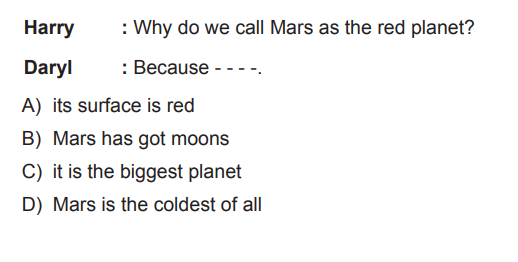 Harry : Why do we call Mars as the red planet?
Daryl : Because - - - -.
A) its surface is red
B) Mars has got moons
C) it is the biggest planet
D) Mars is the coldest of all